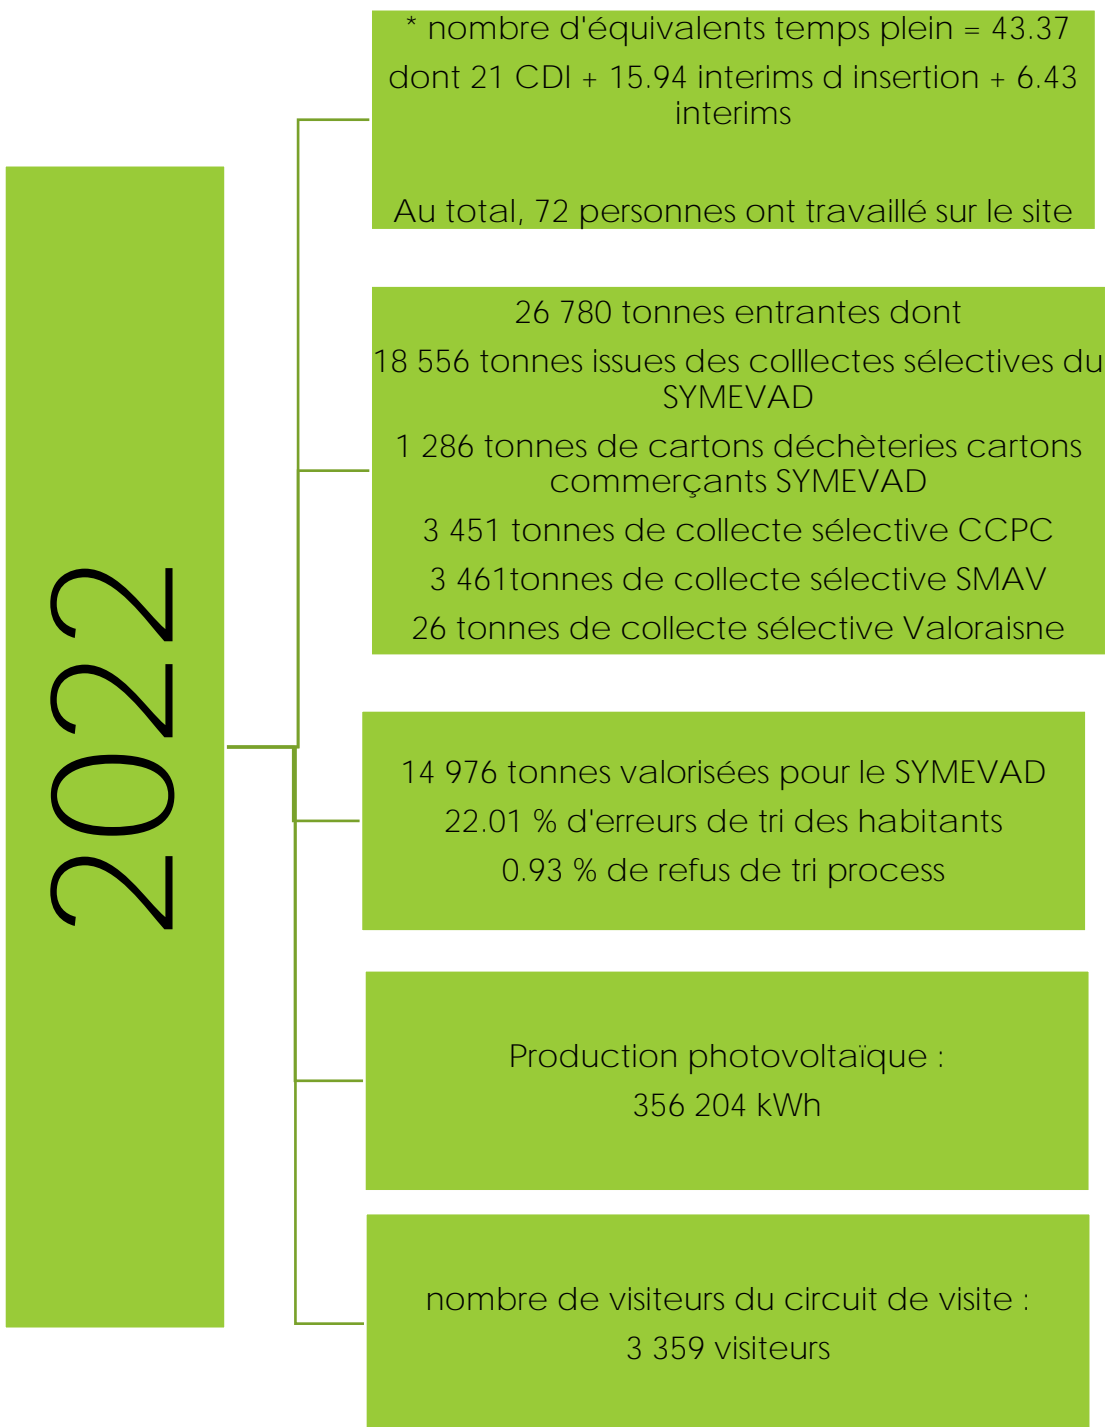 2022
* nombre d'équivalents temps plein = 43.37
dont 21 CDI + 15.94 interims d insertion + 6.43
interims
Au total, 72 personnes ont travaillé sur le site
26 780 tonnes entrantes dont
18 556 tonnes issues des colllectes sélectives du
SYMEVAD
1 286 tonnes de cartons déchèteries cartons
commerçants SYMEVAD
3 451 tonnes de collecte sélective CCPC
3 461tonnes de collecte sélective SMAV
26 tonnes de collecte sélective Valoraisne
14 976 tonnes valorisées pour le SYMEVAD
22.01 % d'erreurs de tri des habitants
0.93 % de refus de tri process
Production photovoltaïque :
356 204 kWh
nombre de visiteurs du circuit de visite :
3 359 visiteurs